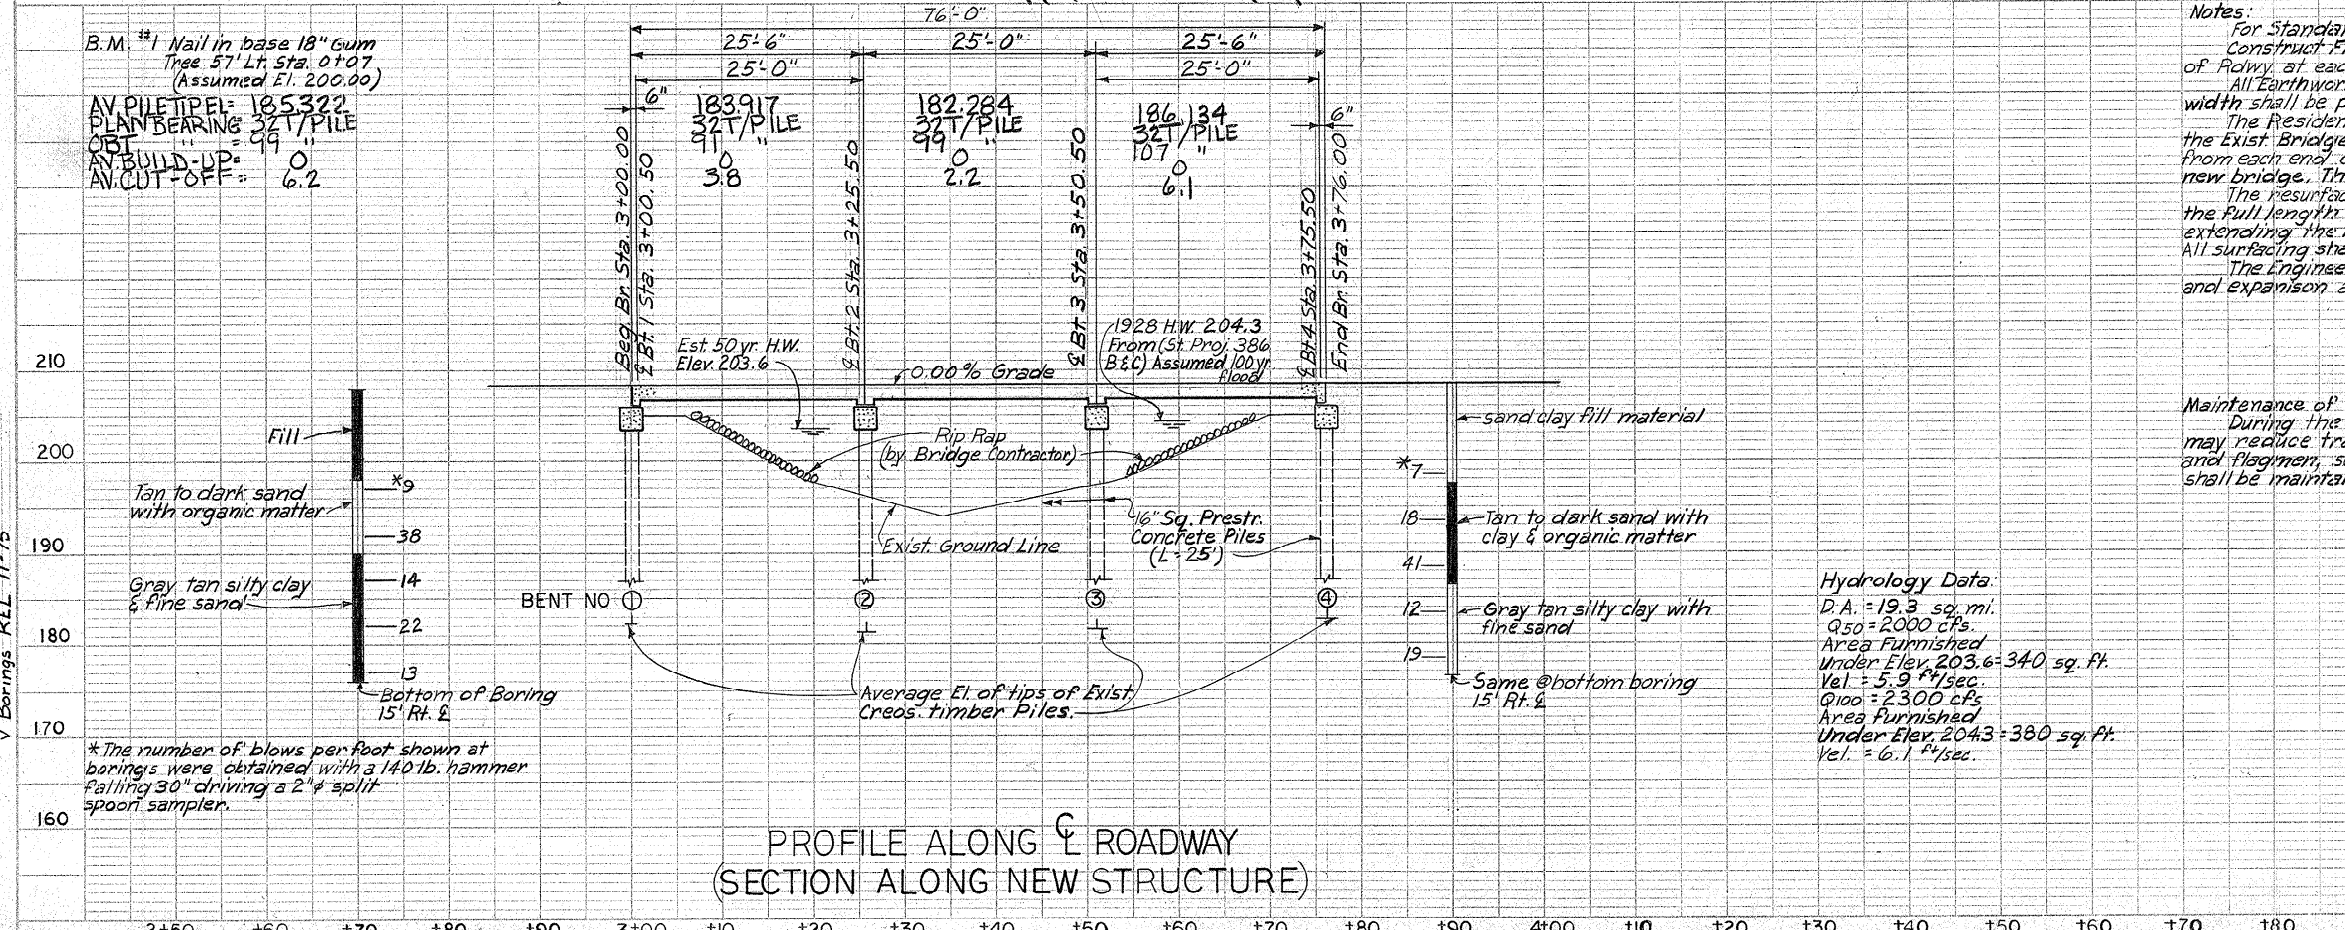 76'-0"
25'-6" 25'-0" 25'-6"
25'-0" 25'-0"
6" 6"
B.M. #1 Nail in base 18" Gum
Tree 57' Lt. Sta. 0+07
(Assumed El. 200.00)
AV. PILE TIP EL= 185.322 183.917 182.284 186.134
PLAN BEARING= 32T/PILE 32T/PILE 32T/PILE 32T/PILE
OBT " = 99 " 91 " 99 " 107 "
AV. BUILD-UP= 0 0 0 0
AV. CUT-OFF= 6.2 3.8 2.2 6.1
Beg. Br. Sta. 3+00.00
℄ Bt. 1 Sta. 3+00.50
℄ Bt. 2 Sta. 3+25.50
℄ Bt. 3 Sta. 3+50.50
℄ Bt 4 Sta. 3+75.50
End Br. Sta. 3+76.00
Est. 50 yr. H.W.
Elev. 203.6
1928 H.W. 204.3
From (St. Proj. 386
B&C) Assumed 100 yr.
flood
0.00% Grade
Rip Rap
(by Bridge Contractor)
Exist. Ground Line
16" Sq. Prestr.
Concrete Piles
(L=25')
BENT NO 1 2 3 4
Average El. of tips of Exist
Creos. timber Piles.
210
200
190
180
170
160
Fill
Tan to dark sand
with organic matter
Gray tan silty clay
& fine sand
*9
38
14
22
13
Bottom of Boring
15' Rt. ℄
*The number of blows per foot shown at
borings were obtained with a 140 lb. hammer
falling 30" driving a 2"φ split
spoon sampler.
sand clay fill material
*7
18
41
12
19
Tan to dark sand with
clay & organic matter
Gray tan silty clay with
fine sand
Same @ bottom boring
15' Rt. ℄
Hydrology Data:
D.A. = 19.3 sq. mi.
Q50 = 2000 cfs.
Area Furnished
Under Elev. 203.6=340 sq. ft.
Vel. = 5.9 ft/sec.
Q100 = 2300 cfs
Area furnished
Under Elev. 204.3=380 sq. ft.
Vel. = 6.1 ft/sec.
Notes:
For Standar
Construct
of Rdwy. at each
All Earthwor
width shall be p
The Residen
the Exist. Bridge
from each end
new bridge. Th
The resurfac
the full length
extending the
All surfacing sha
The Enginee
and expanison
Maintenance of
During the
may reduce tra
and flagmen, s
shall be maintai
Borings
PROFILE ALONG ℄ ROADWAY
(SECTION ALONG NEW STRUCTURE)
2+50 +60 +70 +80 +90 3+00 +10 +20 +30 +40 +50 +60 +70 +80 +90 4+00 +10 +20 +30 +40 +50 +60 +70 +80